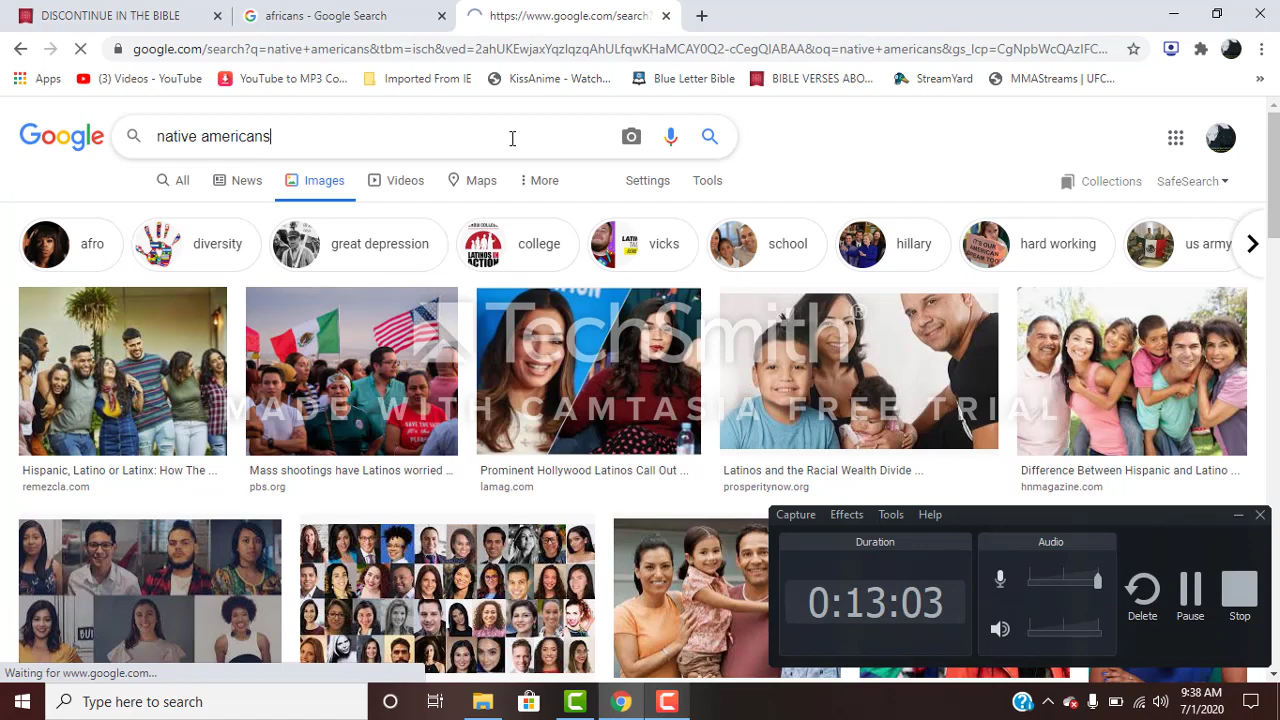 DISCONTINUE IN THE BIBLE
africans - Google Search
https://www.google.com/search?
google.com/search?q=native+americans&tbm=isch&ved=2ahUKEwjaxYqzlqzqAhULfqwKHaMCAY0Q2-cCegQIABAA&oq=native+americans&gs_lcp=CgNpbWcQAzIFC...
Apps
(3) Videos - YouTube
YouTube to MP3 Co...
Imported From IE
KissAnime - Watch...
Blue Letter Bible
BIBLE VERSES ABO...
StreamYard
MMAStreams | UFC...
Google
native americans
All
News
Images
Videos
Maps
More
Settings
Tools
Collections
SafeSearch
afro
diversity
great depression
LATINOS IN ACTION
college
vicks
school
hillary
hard working
us army
TechSmith®
MADE WITH CAMTASIA FREE TRIAL
Hispanic, Latino or Latinx: How The ...
remezcla.com
Mass shootings have Latinos worried ...
pbs.org
Prominent Hollywood Latinos Call Out ...
lamag.com
Latinos and the Racial Wealth Divide ...
prosperitynow.org
Difference Between Hispanic and Latino ...
hnmagazine.com
Capture
Effects
Tools
Help
Duration
Audio
0:13:03
Delete
Pause
Stop
Waiting for www.google.com...
Type here to search
9:38 AM
7/1/2020